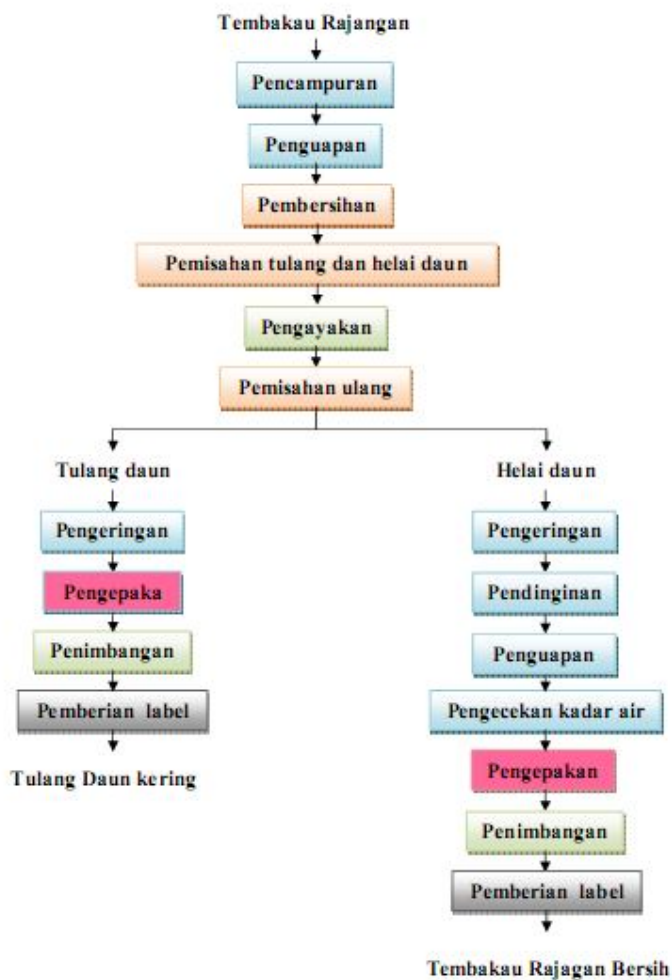 Tembakau Rajangan
Pencampuran
Penguapan
Pembersihan
Pemisahan tulang dan helai daun
Pengayakan
Pemisahan ulang
Tulang daun
Pengeringan
Pengepaka
Penimbangan
Pemberian label
Tulang Daun kering
Helai daun
Pengeringan
Pendinginan
Penguapan
Pengecekan kadar air
Pengepakan
Penimbangan
Pemberian label
Tembakau Rajagan Bersih